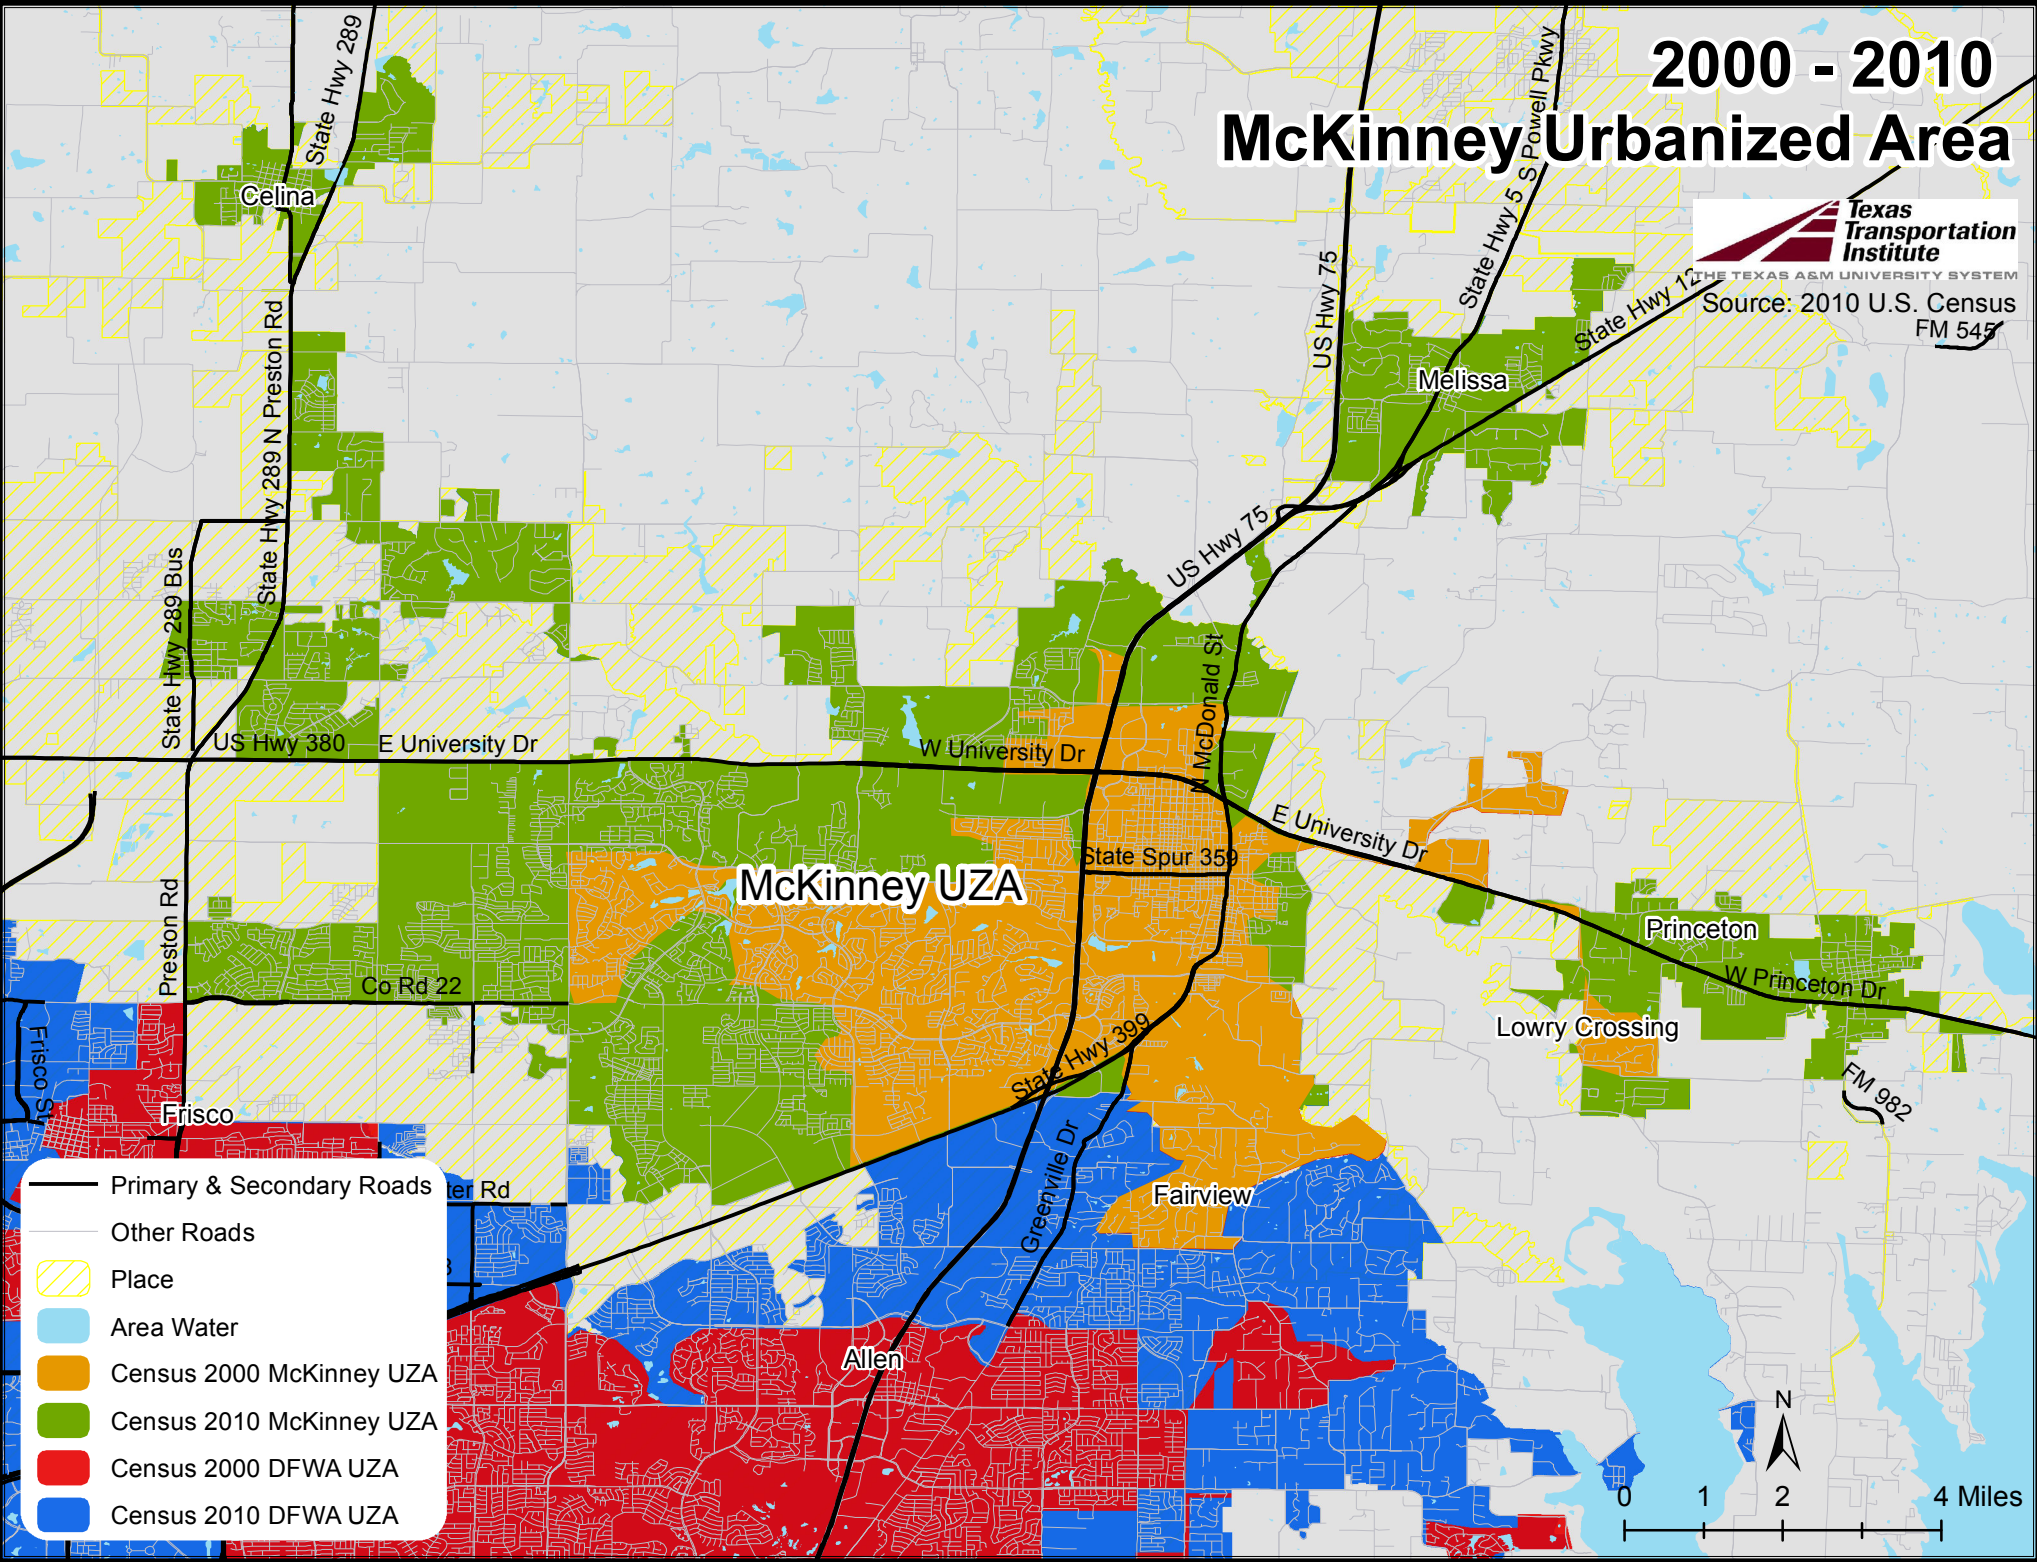 2000 - 2010
McKinney Urbanized Area
Texas
Transportation
Institute
THE TEXAS A&M UNIVERSITY SYSTEM
Source: 2010 U.S. Census
State Hwy 289
Celina
State Hwy 289 N Preston Rd
State Hwy 289 Bus
US Hwy 75
State Hwy 5 S Powell Pkwy
State Hwy 12
FM 545
Melissa
US Hwy 75
N McDonald St
US Hwy 380
E University Dr
W University Dr
E University Dr
State Spur 359
McKinney UZA
Preston Rd
Co Rd 22
Princeton
W Princeton Dr
Lowry Crossing
FM 982
State Hwy 399
Frisco St
Frisco
Greenville Dr
Fairview
Allen
ter Rd
3
Primary & Secondary Roads
Other Roads
Place
Area Water
Census 2000 McKinney UZA
Census 2010 McKinney UZA
Census 2000 DFWA UZA
Census 2010 DFWA UZA
N
0 1 2 4 Miles